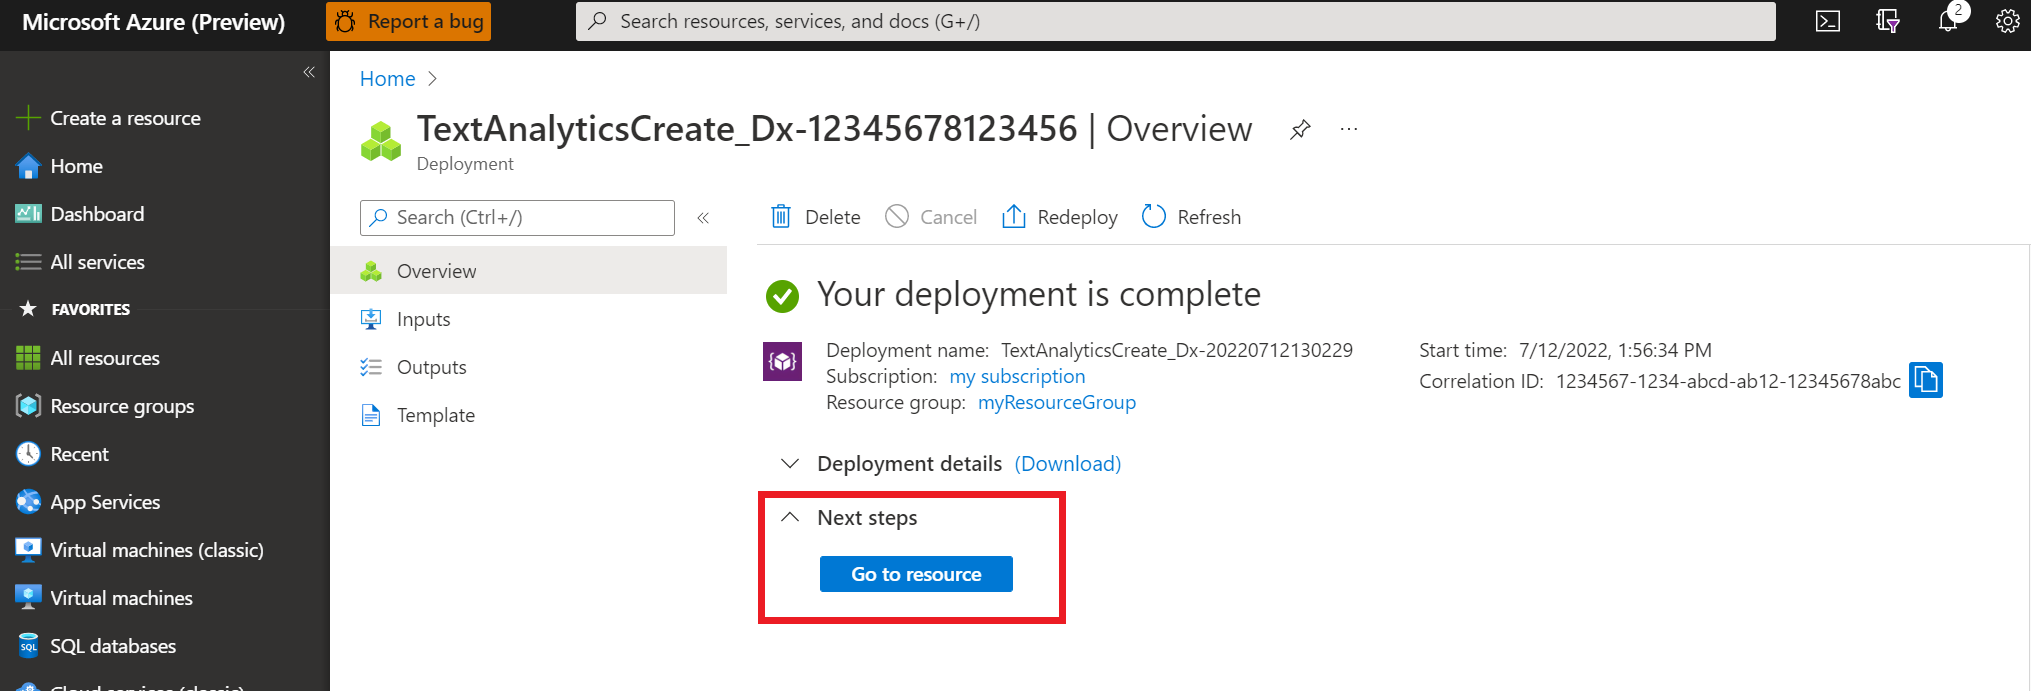 Microsoft Azure (Preview)
Report a bug
Search resources, services, and docs (G+/)
2
Create a resource
Home
Dashboard
All services
FAVORITES
All resources
Resource groups
Recent
App Services
Virtual machines (classic)
Virtual machines
SQL
SQL databases
Cloud services (classic)
Home
TextAnalyticsCreate_Dx-12345678123456 | Overview
...
Deployment
Search (Ctrl+/)
Overview
Inputs
Outputs
Template
Delete
Cancel
Redeploy
Refresh
Your deployment is complete
Deployment name: TextAnalyticsCreate_Dx-20220712130229
Subscription: my subscription
Resource group: myResourceGroup
Start time: 7/12/2022, 1:56:34 PM
Correlation ID: 1234567-1234-abcd-ab12-12345678abc
Deployment details (Download)
Next steps
Go to resource